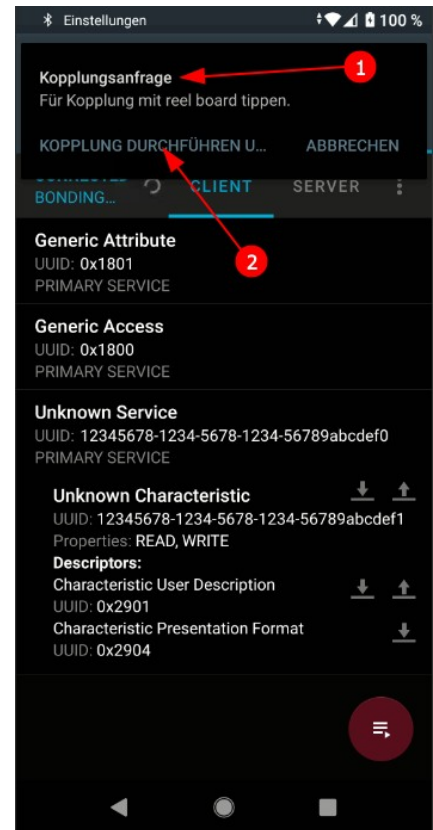 Einstellungen 100 %
1
Kopplungsanfrage
Für Kopplung mit reel board tippen.
KOPPLUNG DURCHFÜHREN U... ABBRECHEN
BONDING... CLIENT SERVER
Generic Attribute
UUID: 0x1801
2
PRIMARY SERVICE
Generic Access
UUID: 0x1800
PRIMARY SERVICE
Unknown Service
UUID: 12345678-1234-5678-1234-56789abcdef0
PRIMARY SERVICE
Unknown Characteristic
UUID: 12345678-1234-5678-1234-56789abcdef1
Properties: READ, WRITE
Descriptors:
Characteristic User Description
UUID: 0x2901
Characteristic Presentation Format
UUID: 0x2904